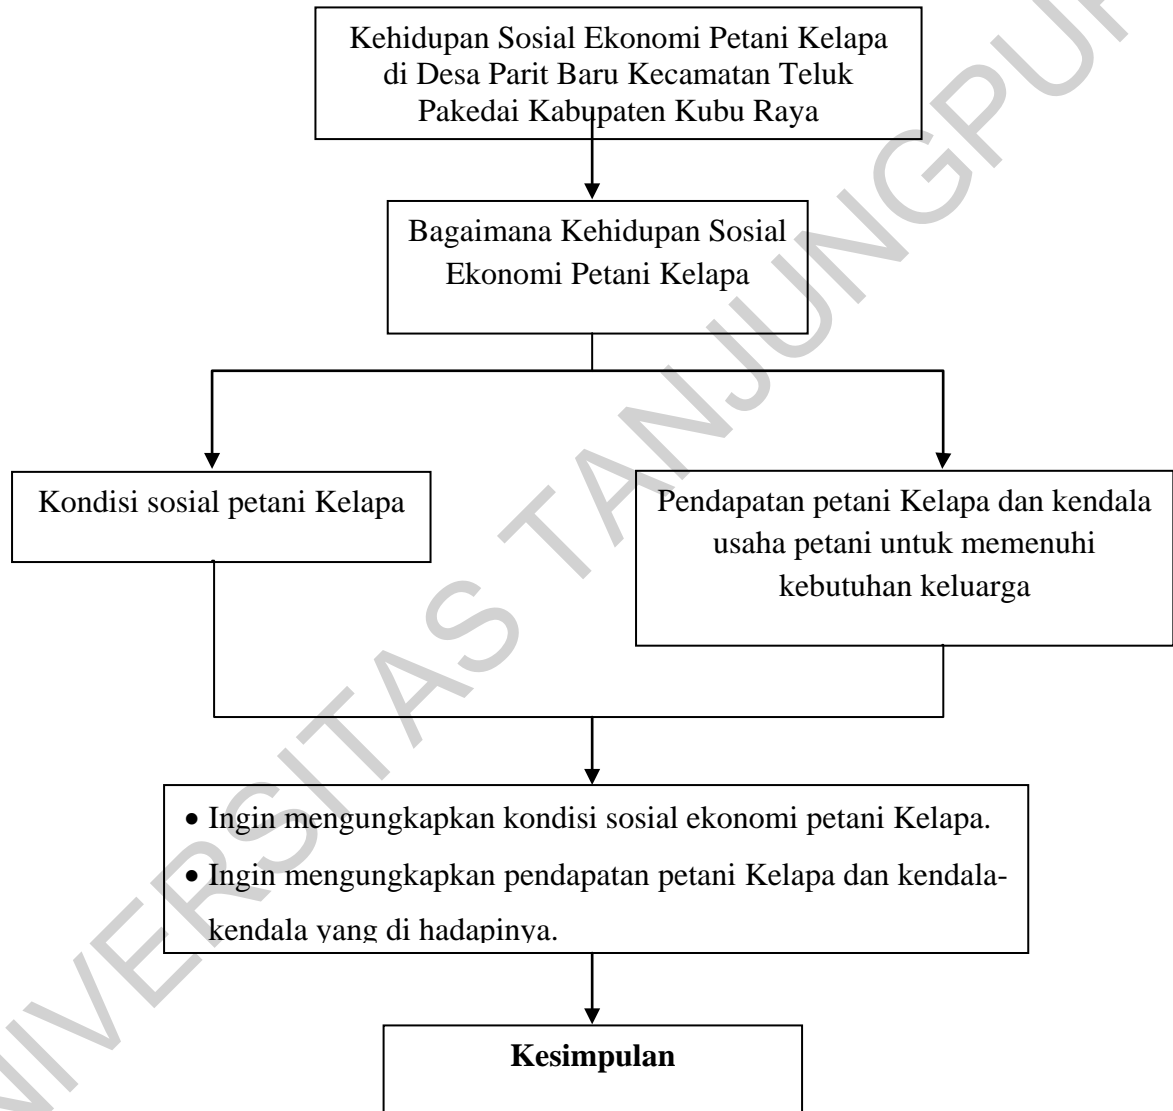 Kehidupan Sosial Ekonomi Petani Kelapa
di Desa Parit Baru Kecamatan Teluk
Pakedai Kabupaten Kubu Raya
Bagaimana Kehidupan Sosial
Ekonomi Petani Kelapa
Kondisi sosial petani Kelapa
Pendapatan petani Kelapa dan kendala
usaha petani untuk memenuhi
kebutuhan keluarga
• Ingin mengungkapkan kondisi sosial ekonomi petani Kelapa.
• Ingin mengungkapkan pendapatan petani Kelapa dan kendala-
kendala yang di hadapinya.
Kesimpulan